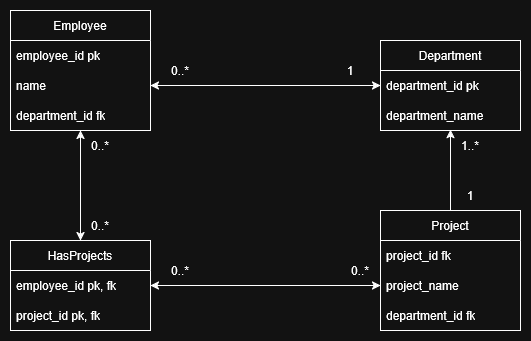 Employee
employee_id pk
name
department_id fk
0..*
1
Department
department_id pk
department_name
0..*
1..*
0..*
1
HasProjects
employee_id pk, fk
project_id pk, fk
0..*
0..*
Project
project_id fk
project_name
department_id fk